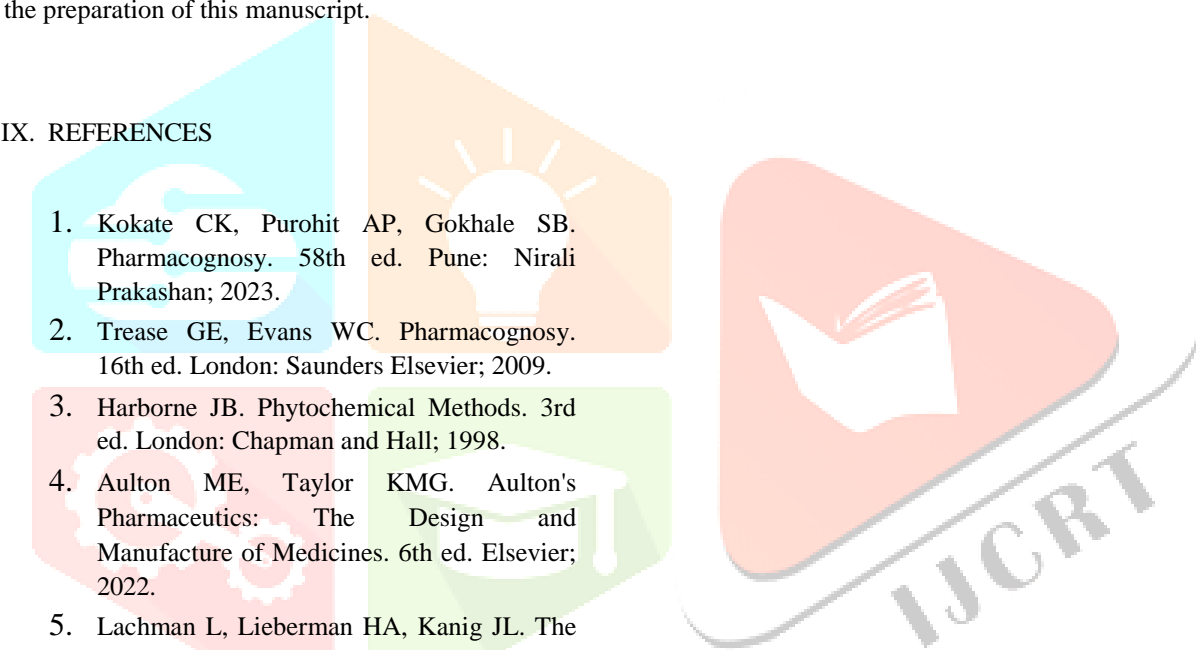 the preparation of this manuscript.
IX. REFERENCES
1. Kokate CK, Purohit AP, Gokhale SB.
Pharmacognosy. 58th ed. Pune: Nirali
Prakashan; 2023.
2. Trease GE, Evans WC. Pharmacognosy.
16th ed. London: Saunders Elsevier; 2009.
3. Harborne JB. Phytochemical Methods. 3rd
ed. London: Chapman and Hall; 1998.
4. Aulton ME, Taylor KMG. Aulton's
Pharmaceutics: The Design and
Manufacture of Medicines. 6th ed. Elsevier;
2022.
5. Lachman L, Lieberman HA, Kanig JL. The
IJCRT